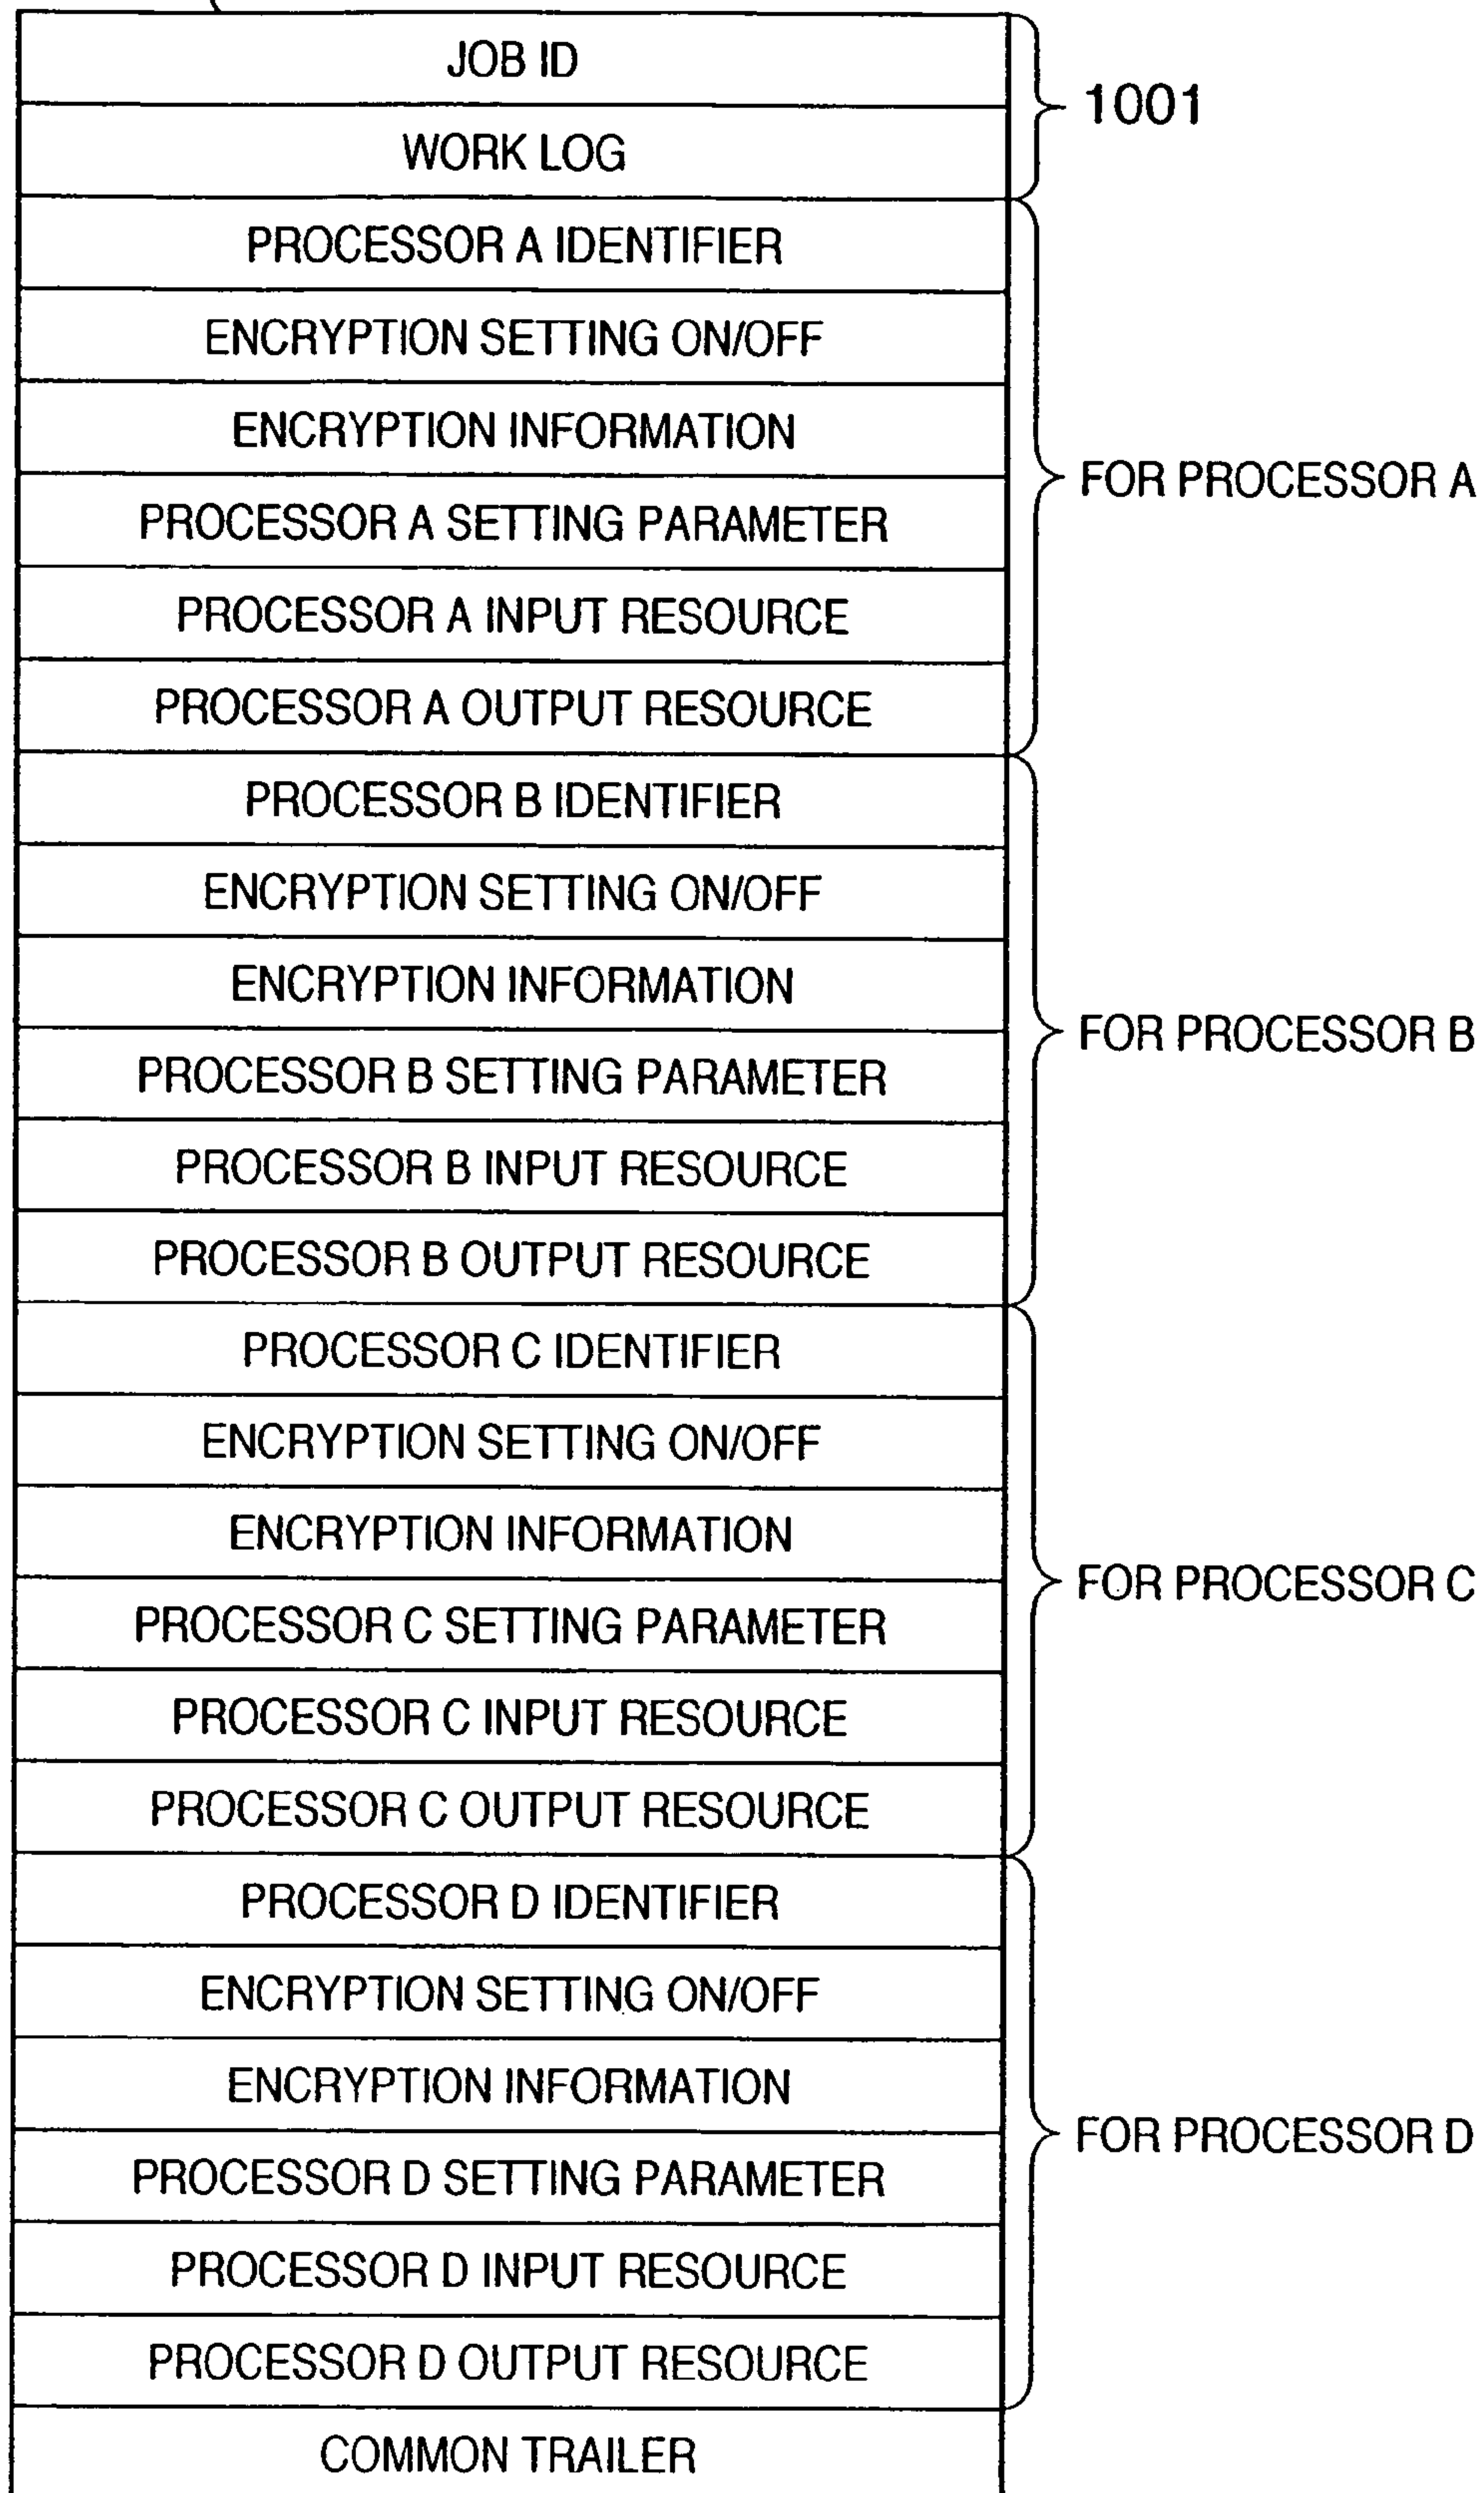 JOB ID
WORK LOG
1001
PROCESSOR A IDENTIFIER
ENCRYPTION SETTING ON/OFF
ENCRYPTION INFORMATION
PROCESSOR A SETTING PARAMETER
PROCESSOR A INPUT RESOURCE
PROCESSOR A OUTPUT RESOURCE
FOR PROCESSOR A
PROCESSOR B IDENTIFIER
ENCRYPTION SETTING ON/OFF
ENCRYPTION INFORMATION
PROCESSOR B SETTING PARAMETER
PROCESSOR B INPUT RESOURCE
PROCESSOR B OUTPUT RESOURCE
FOR PROCESSOR B
PROCESSOR C IDENTIFIER
ENCRYPTION SETTING ON/OFF
ENCRYPTION INFORMATION
PROCESSOR C SETTING PARAMETER
PROCESSOR C INPUT RESOURCE
PROCESSOR C OUTPUT RESOURCE
FOR PROCESSOR C
PROCESSOR D IDENTIFIER
ENCRYPTION SETTING ON/OFF
ENCRYPTION INFORMATION
PROCESSOR D SETTING PARAMETER
PROCESSOR D INPUT RESOURCE
PROCESSOR D OUTPUT RESOURCE
FOR PROCESSOR D
COMMON TRAILER